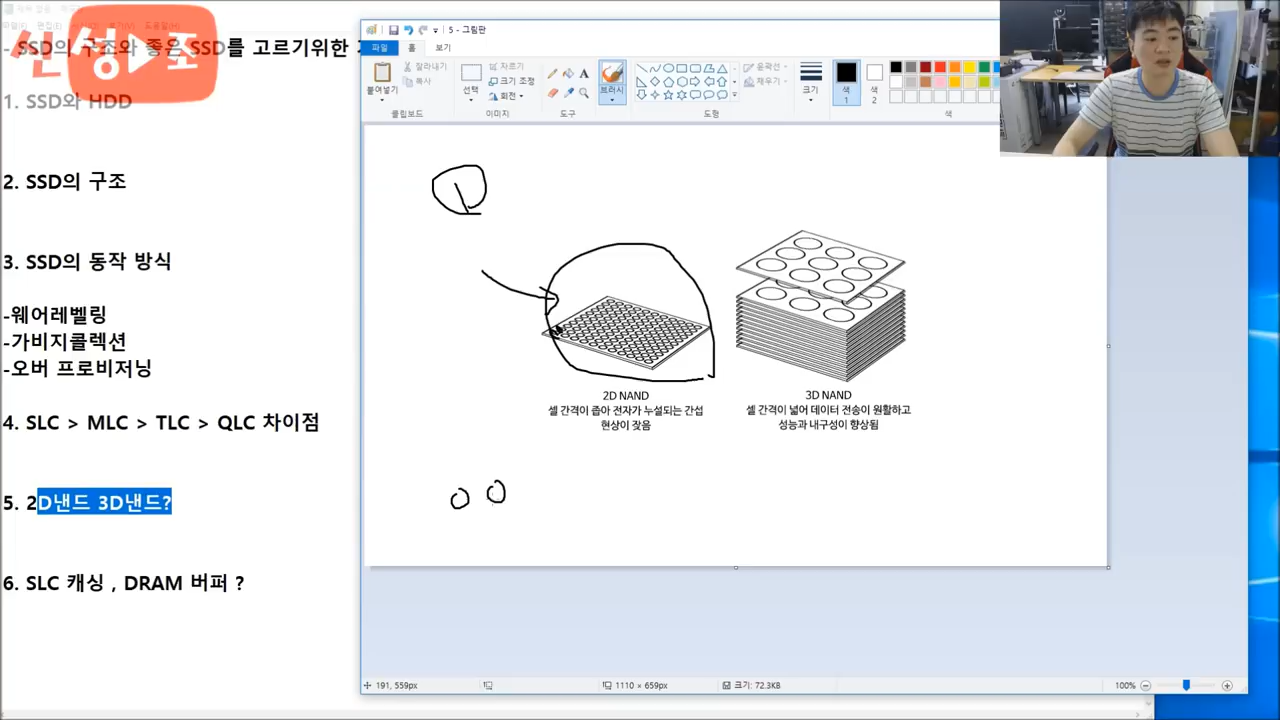 신성조
- SSD의 구조와 좋은 SSD를 고르기위한
1. SSD와 HDD
2. SSD의 구조
3. SSD의 동작 방식
-웨어레벨링
-가비지콜렉션
-오버 프로비저닝
4. SLC > MLC > TLC > QLC 차이점
5. 2D낸드 3D낸드?
6. SLC 캐싱 , DRAM 버퍼 ?
5 - 그림판
파일
홈
보기
붙여넣기
잘라내기
복사
클립보드
선택
자르기
크기 조정
회전
이미지
A
도구
브러시
윤곽선
채우기
도형
크기
색
1
색
2
색
2D NAND
셀 간격이 좁아 전자가 누설되는 간섭
현상이 잦음
3D NAND
셀 간격이 넓어 데이터 전송이 원활하고
성능과 내구성이 향상됨
191, 559px
1110 × 659px
크기: 72.3KB
100%